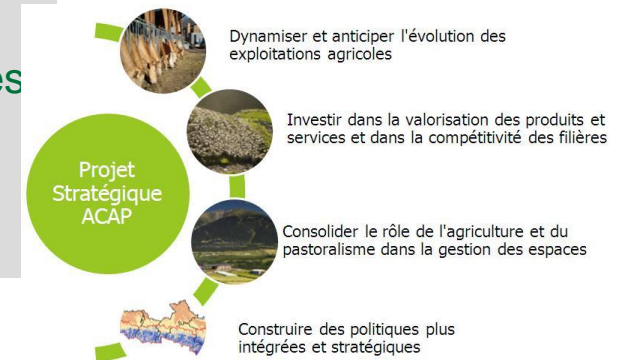 Dynamiser et anticiper l'évolution des
exploitations agricoles
Investir dans la valorisation des produits et
services et dans la compétitivité des filières
Projet
Stratégique
ACAP
Consolider le rôle de l'agriculture et du
pastoralisme dans la gestion des espaces
Construire des politiques plus
intégrées et stratégiques